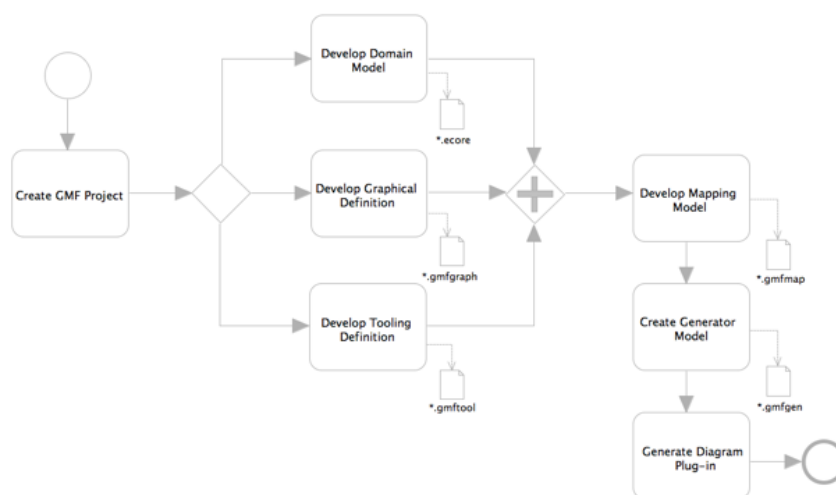 Develop Domain
Model
*.ecore
Create GMF Project
Develop Graphical
Definition
*.gmfgraph
Develop Mapping
Model
*.gmfmap
Develop Tooling
Definition
*.gmftool
Create Generator
Model
*.gmfgen
Generate Diagram
Plug-in